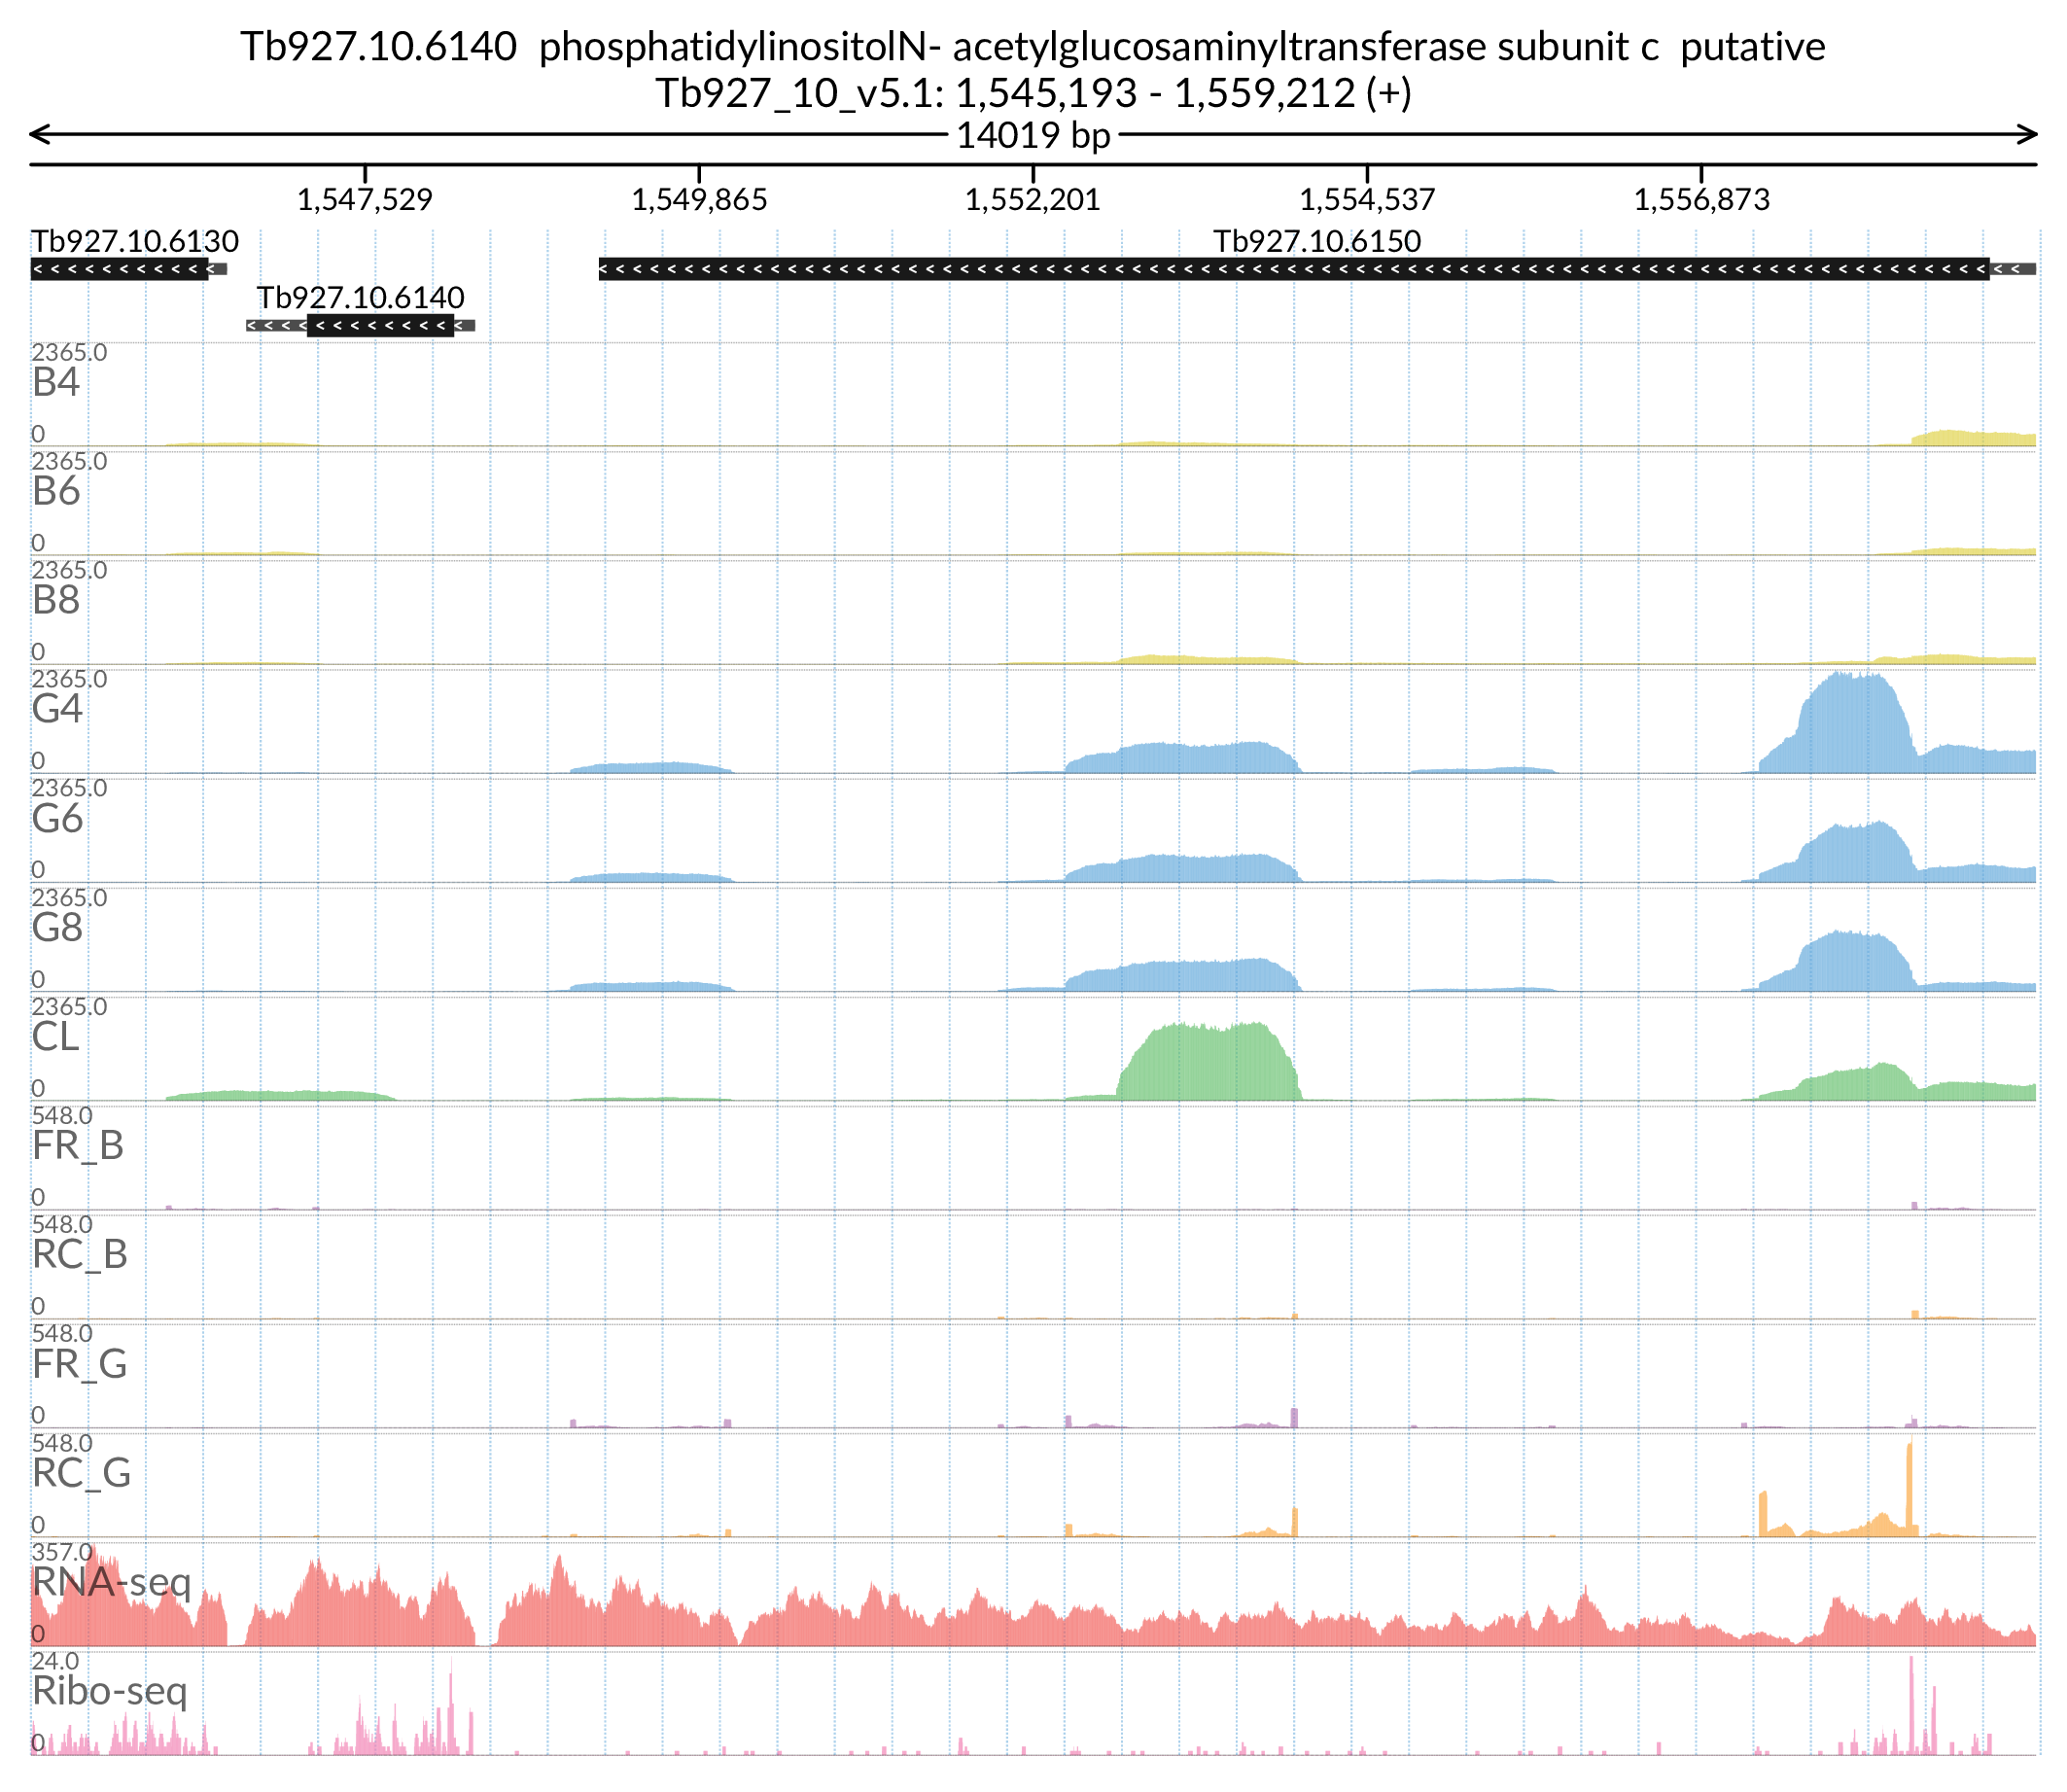 Tb927.10.6140 phosphatidylinositolN- acetylglucosaminyltransferase subunit c putative
Tb927_10_v5.1: 1,545,193 - 1,559,212 (+)
14019 bp
1,547,529 1,549,865 1,552,201 1,554,537 1,556,873
Tb927.10.6130 Tb927.10.6150
Tb927.10.6140
2365.0
B4
0
2365.0
B6
0
2365.0
B8
0
2365.0
G4
0
2365.0
G6
0
2365.0
G8
0
2365.0
CL
0
548.0
FR_B
0
548.0
RC_B
0
548.0
FR_G
0
548.0
RC_G
0
357.0
RNA-seq
0
24.0
Ribo-seq
0